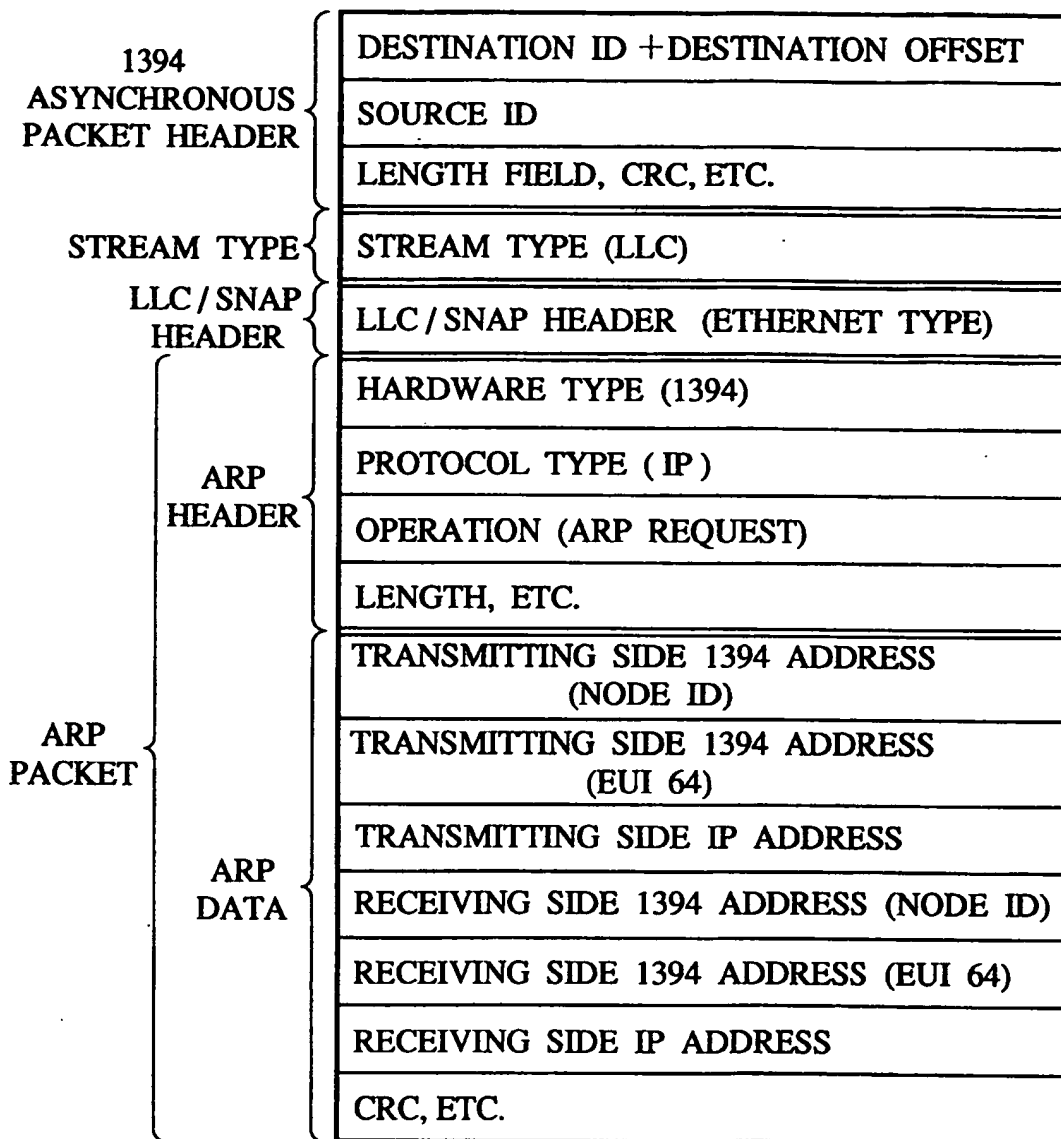 1394
ASYNCHRONOUS
PACKET HEADER
DESTINATION ID +DESTINATION OFFSET
SOURCE ID
LENGTH FIELD, CRC, ETC.
STREAM TYPE
STREAM TYPE (LLC)
LLC / SNAP
HEADER
LLC / SNAP HEADER (ETHERNET TYPE)
ARP
PACKET
ARP
HEADER
HARDWARE TYPE (1394)
PROTOCOL TYPE ( IP )
OPERATION (ARP REQUEST)
LENGTH, ETC.
ARP
DATA
TRANSMITTING SIDE 1394 ADDRESS
(NODE ID)
TRANSMITTING SIDE 1394 ADDRESS
(EUI 64)
TRANSMITTING SIDE IP ADDRESS
RECEIVING SIDE 1394 ADDRESS (NODE ID)
RECEIVING SIDE 1394 ADDRESS (EUI 64)
RECEIVING SIDE IP ADDRESS
CRC, ETC.